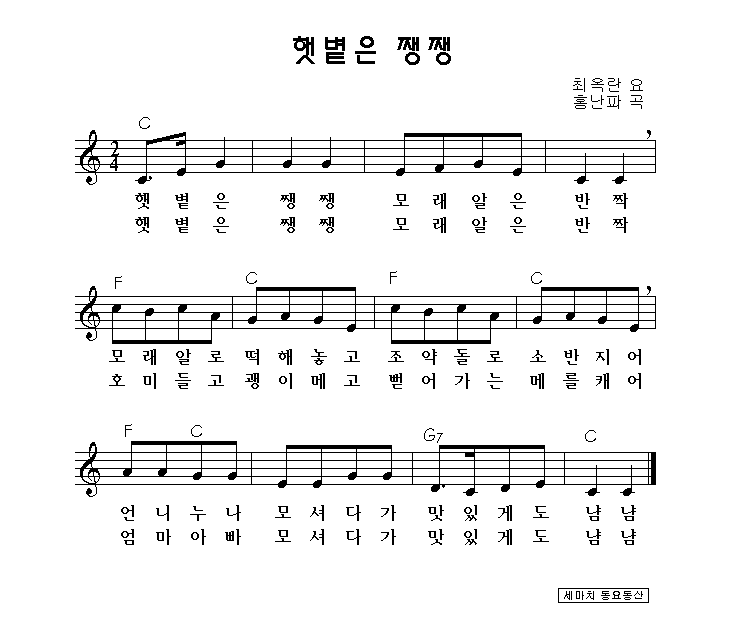 햇볕은 쨍쨍
최옥란 요
홍난파 곡
C
2
4
햇 볕 은 쨍 쨍 모 래 알 은 반 짝
햇 볕 은 쨍 쨍 모 래 알 은 반 짝
F C F C
모 래 알 로 떡 해 놓 고 조 약 돌 로 소 반 지 어
호 미 들 고 괭 이 메 고 뻗 어 가 는 메 를 캐 어
F C G7 C
언 니 누 나 모 셔 다 가 맛 있 게 도 냠 냠
엄 마 아 빠 모 셔 다 가 맛 있 게 도 냠 냠
세마치 동요동산